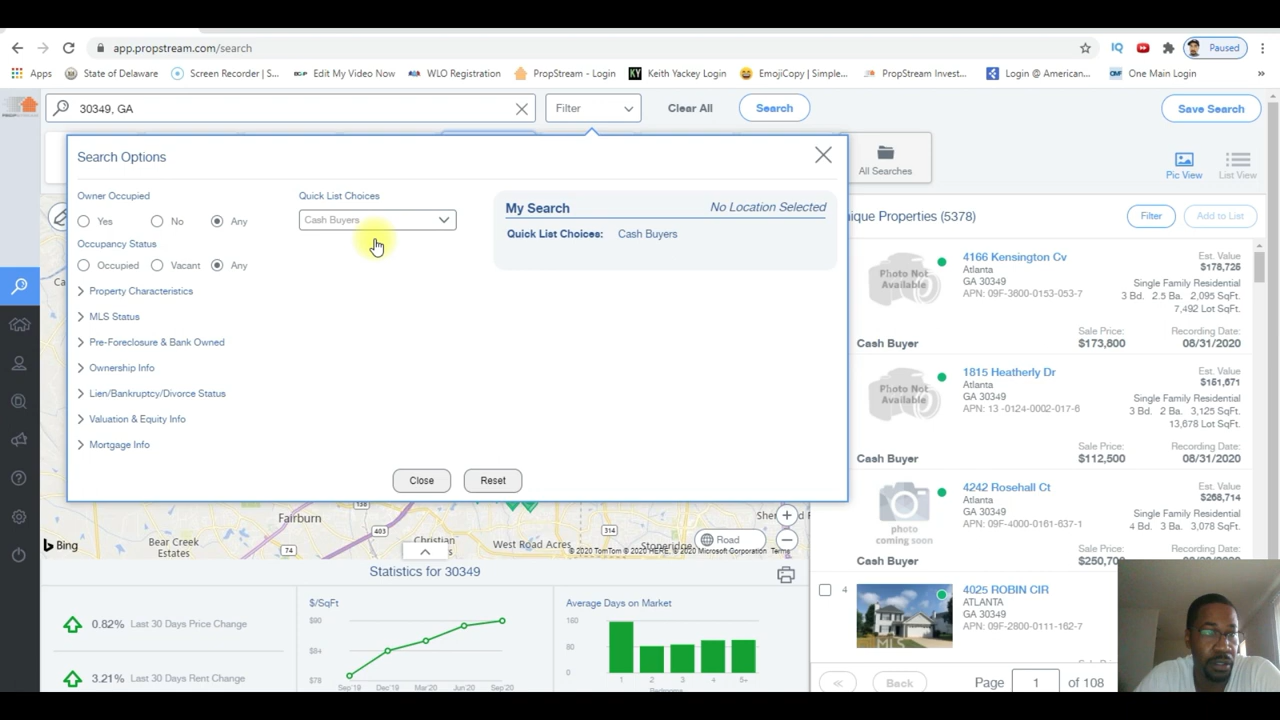 app.propstream.com/search
Paused
Apps
State of Delaware
Screen Recorder | S...
Edit My Video Now
WLO Registration
PropStream - Login
KY
Keith Yackey Login
EmojiCopy | Simple...
PropStream Invest...
Login @ American...
One Main Login
»
30349, GA
Filter
Clear All
Search
Save Search
All Searches
Pic View
List View
Search Options
Owner Occupied
Yes
No
Any
Occupancy Status
Occupied
Vacant
Any
Quick List Choices
Cash Buyers
Property Characteristics
MLS Status
Pre-Foreclosure & Bank Owned
Ownership Info
Lien/Bankruptcy/Divorce Status
Valuation & Equity Info
Mortgage Info
My Search
No Location Selected
Quick List Choices: Cash Buyers
Close
Reset
nique Properties (5378)
Filter
Add to List
Photo Not
Available
4166 Kensington Cv
Atlanta
GA 30349
APN: 09F-3600-0153-053-7
Est. Value
$178,725
Single Family Residential
3 Bd. 2.5 Ba. 2,095 SqFt.
7,492 Lot SqFt.
Cash Buyer
Sale Price:
$173,800
Recording Date:
08/31/2020
Photo Not
Available
1815 Heatherly Dr
Atlanta
GA 30349
APN: 13 -0124-0002-017-6
Est. Value
$151,671
Single Family Residential
3 Bd. 2 Ba. 3,125 SqFt.
13,678 Lot SqFt.
Cash Buyer
Sale Price:
$112,500
Recording Date:
08/31/2020
photo
coming soon
4242 Rosehall Ct
Atlanta
GA 30349
APN: 09F-4000-0161-637-1
Est. Value
$268,714
Single Family Residential
4 Bd. 3 Ba. 3,078 SqFt.
Cash Buyer
Sale Price:
$250,700
Recording Date:
4
4025 ROBIN CIR
ATLANTA
GA 30349
APN: 09F-2800-0111-162-7
MLS
Back
Page 1 of 108
Fairburn
Bear Creek
Estates
74
403
138
Christian
West Road Acres
314
Stoneridge
Road
Bing
© 2020 TomTom © 2020 HERE, © 2020 Microsoft Corporation Terms
Statistics for 30349
0.82% Last 30 Days Price Change
3.21% Last 30 Days Rent Change
$/SqFt
$90
$84
$78
Sep'19
Dec'19
Mar'20
Jun'20
Sep'20
Average Days on Market
160
80
0
1
2
3
4
5+